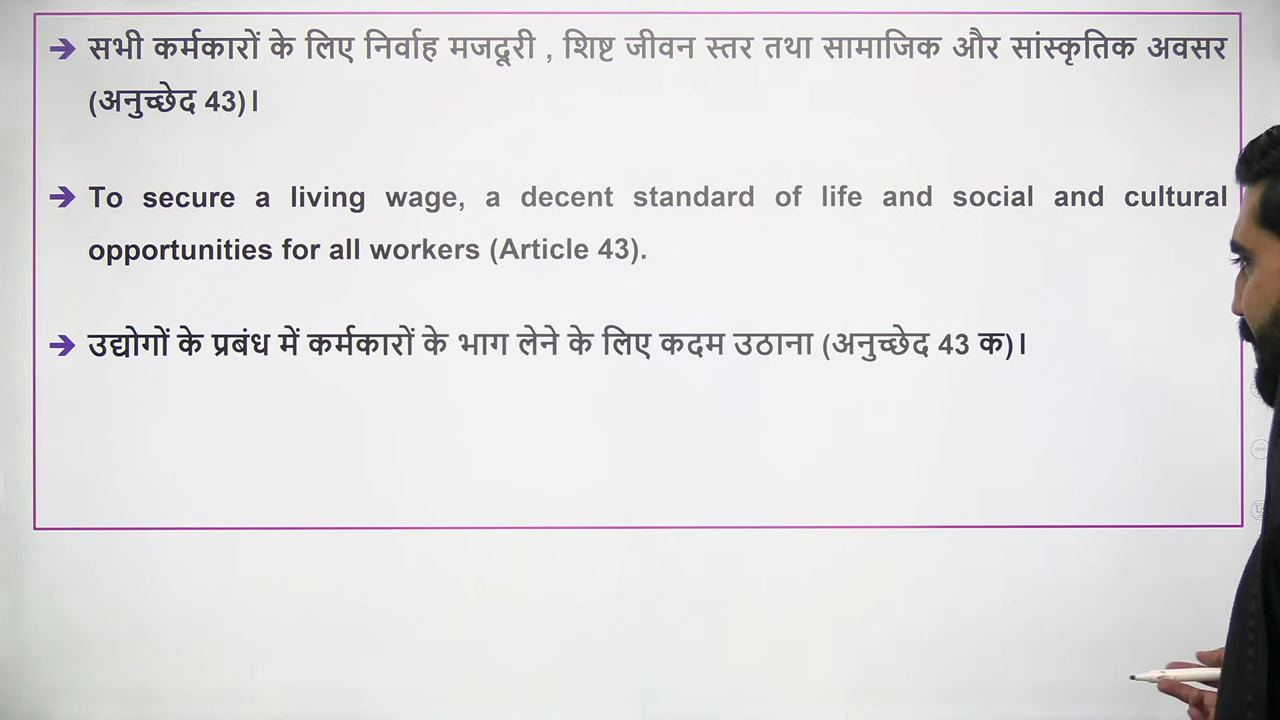 → सभी कर्मकारों के लिए निर्वाह मजदूरी , शिष्ट जीवन स्तर तथा सामाजिक और सांस्कृतिक अवसर
(अनुच्छेद 43)।
→ To secure a living wage, a decent standard of life and social and cultural
opportunities for all workers (Article 43).
→ उद्योगों के प्रबंध में कर्मकारों के भाग लेने के लिए कदम उठाना (अनुच्छेद 43 क)।